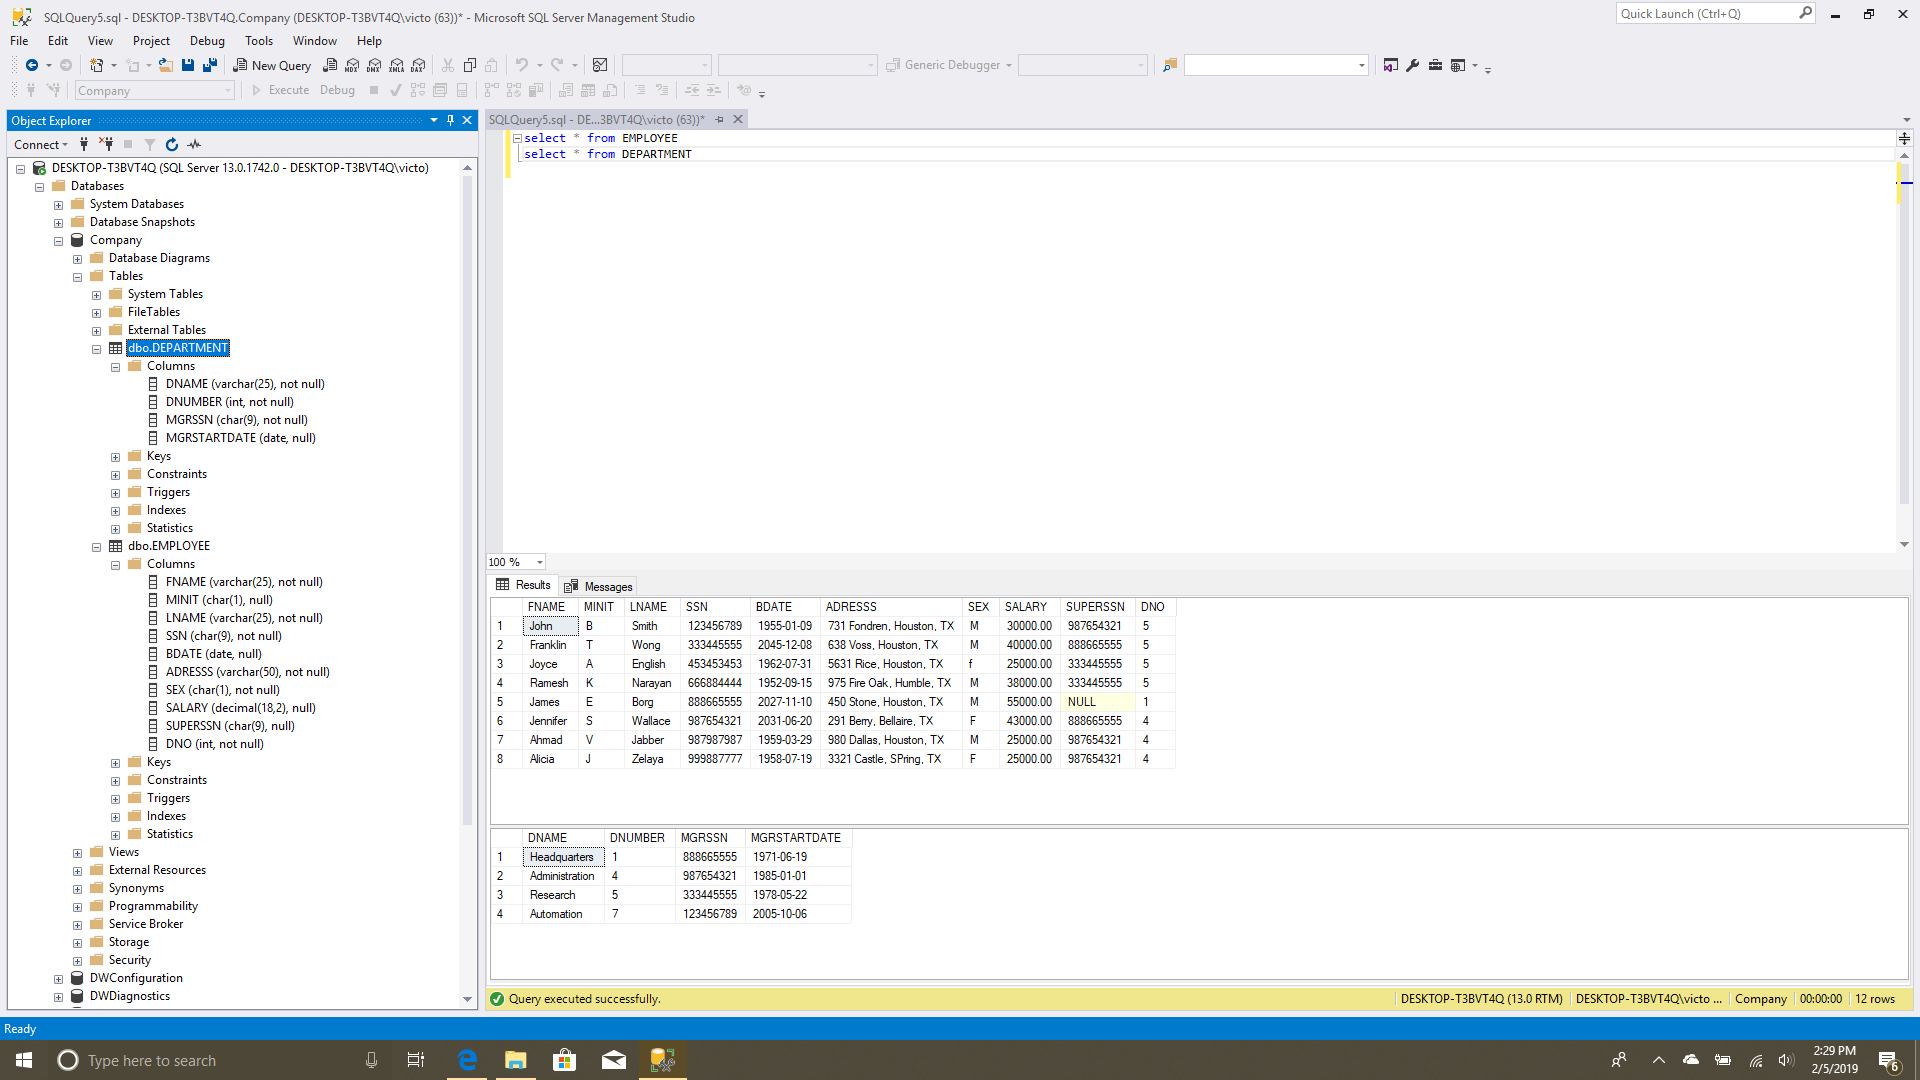 SQLQuery5.sql - DESKTOP-T3BVT4Q.Company (DESKTOP-T3BVT4Q\victo (63))* - Microsoft SQL Server Management Studio
Quick Launch (Ctrl+Q)
File Edit View Project Debug Tools Window Help
New Query MDX DMX XMLA DAX Generic Debugger
Company Execute Debug
Object Explorer
Connect
DESKTOP-T3BVT4Q (SQL Server 13.0.1742.0 - DESKTOP-T3BVT4Q\victo)
Databases
System Databases
Database Snapshots
Company
Database Diagrams
Tables
System Tables
FileTables
External Tables
dbo.DEPARTMENT
Columns
DNAME (varchar(25), not null)
DNUMBER (int, not null)
MGRSSN (char(9), not null)
MGRSTARTDATE (date, null)
Keys
Constraints
Triggers
Indexes
Statistics
dbo.EMPLOYEE
Columns
FNAME (varchar(25), not null)
MINIT (char(1), null)
LNAME (varchar(25), not null)
SSN (char(9), not null)
BDATE (date, null)
ADRESSS (varchar(50), not null)
SEX (char(1), not null)
SALARY (decimal(18,2), null)
SUPERSSN (char(9), null)
DNO (int, not null)
Keys
Constraints
Triggers
Indexes
Statistics
Views
External Resources
Synonyms
Programmability
Service Broker
Storage
Security
DWConfiguration
DWDiagnostics
SQLQuery5.sql - DE...3BVT4Q\victo (63))*
select * from EMPLOYEE
select * from DEPARTMENT
100 %
Results Messages
FNAME MINIT LNAME SSN BDATE ADRESSS SEX SALARY SUPERSSN DNO
1 John B Smith 123456789 1955-01-09 731 Fondren, Houston, TX M 30000.00 987654321 5
2 Franklin T Wong 333445555 2045-12-08 638 Voss, Houston, TX M 40000.00 888665555 5
3 Joyce A English 453453453 1962-07-31 5631 Rice, Houston, TX f 25000.00 333445555 5
4 Ramesh K Narayan 666884444 1952-09-15 975 Fire Oak, Humble, TX M 38000.00 333445555 5
5 James E Borg 888665555 2027-11-10 450 Stone, Houston, TX M 55000.00 NULL 1
6 Jennifer S Wallace 987654321 2031-06-20 291 Berry, Bellaire, TX F 43000.00 888665555 4
7 Ahmad V Jabber 987987987 1959-03-29 980 Dallas, Houston, TX M 25000.00 987654321 4
8 Alicia J Zelaya 999887777 1958-07-19 3321 Castle, SPring, TX F 25000.00 987654321 4
DNAME DNUMBER MGRSSN MGRSTARTDATE
1 Headquarters 1 888665555 1971-06-19
2 Administration 4 987654321 1985-01-01
3 Research 5 333445555 1978-05-22
4 Automation 7 123456789 2005-10-06
Query executed successfully. DESKTOP-T3BVT4Q (13.0 RTM) DESKTOP-T3BVT4Q\victo ... Company 00:00:00 12 rows
Ready
Type here to search
2:29 PM
2/5/2019
6